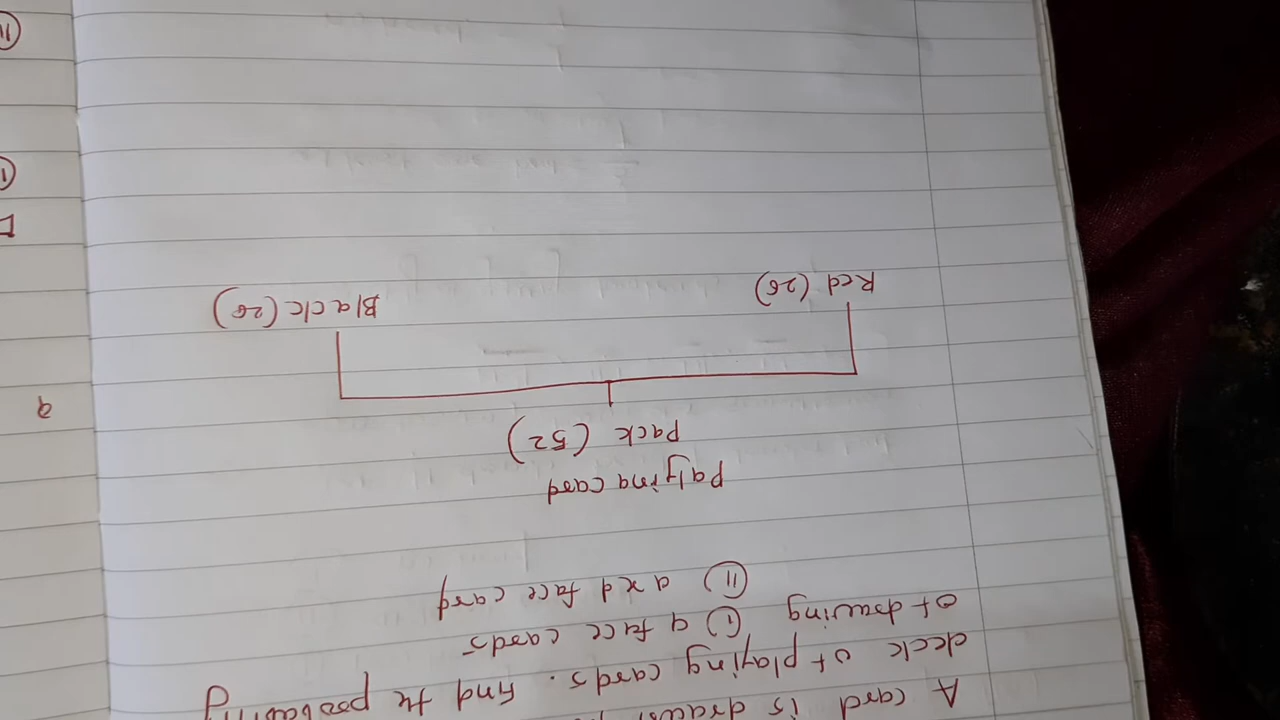 A card is drawn
deck of playing cards. find the probability
of drawing (i) a face cards
(ii) a red face card
Palying card
Pack (52)
Red (26)
Black (26)